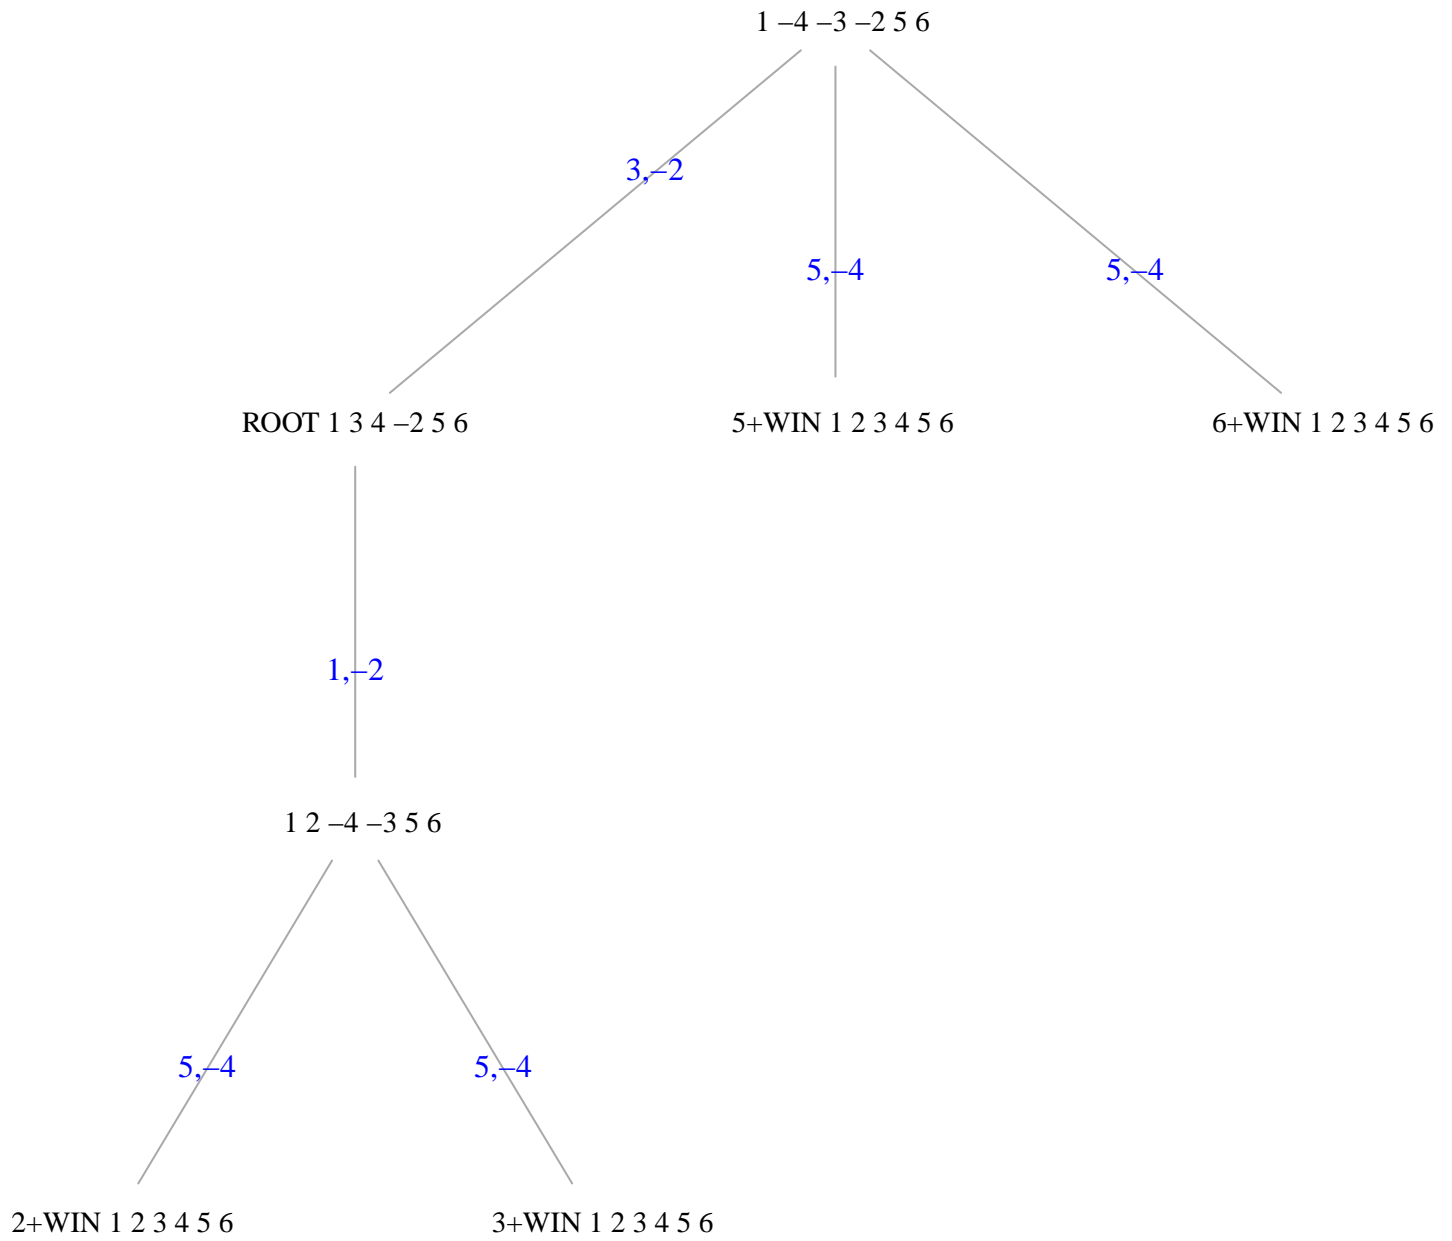 1 –4 –3 –2 5 6
3,–2
5,–4
5,–4
ROOT 1 3 4 –2 5 6
5+WIN 1 2 3 4 5 6
6+WIN 1 2 3 4 5 6
1,–2
1 2 –4 –3 5 6
5,–4
5,–4
2+WIN 1 2 3 4 5 6
3+WIN 1 2 3 4 5 6